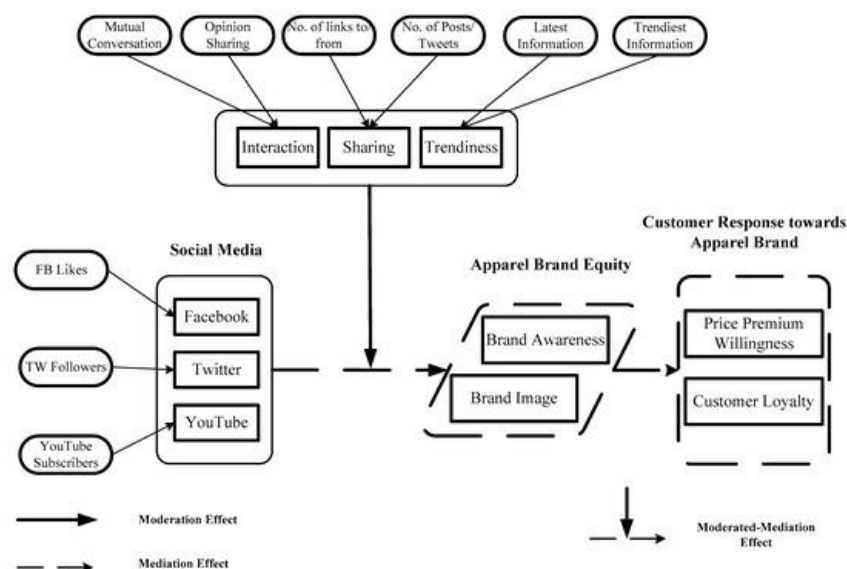 Mutual
Conversation
Opinion
Sharing
No. of links to/
from
No. of Posts/
Tweets
Latest
Information
Trendiest
Information
Interaction
Sharing
Trendiness
Social Media
FB Likes
TW Followers
YouTube
Subscribers
Facebook
Twitter
YouTube
Apparel Brand Equity
Brand Awareness
Brand Image
Customer Response towards
Apparel Brand
Price Premium
Willingness
Customer Loyalty
Moderation Effect
Mediation Effect
Moderated-Mediation
Effect